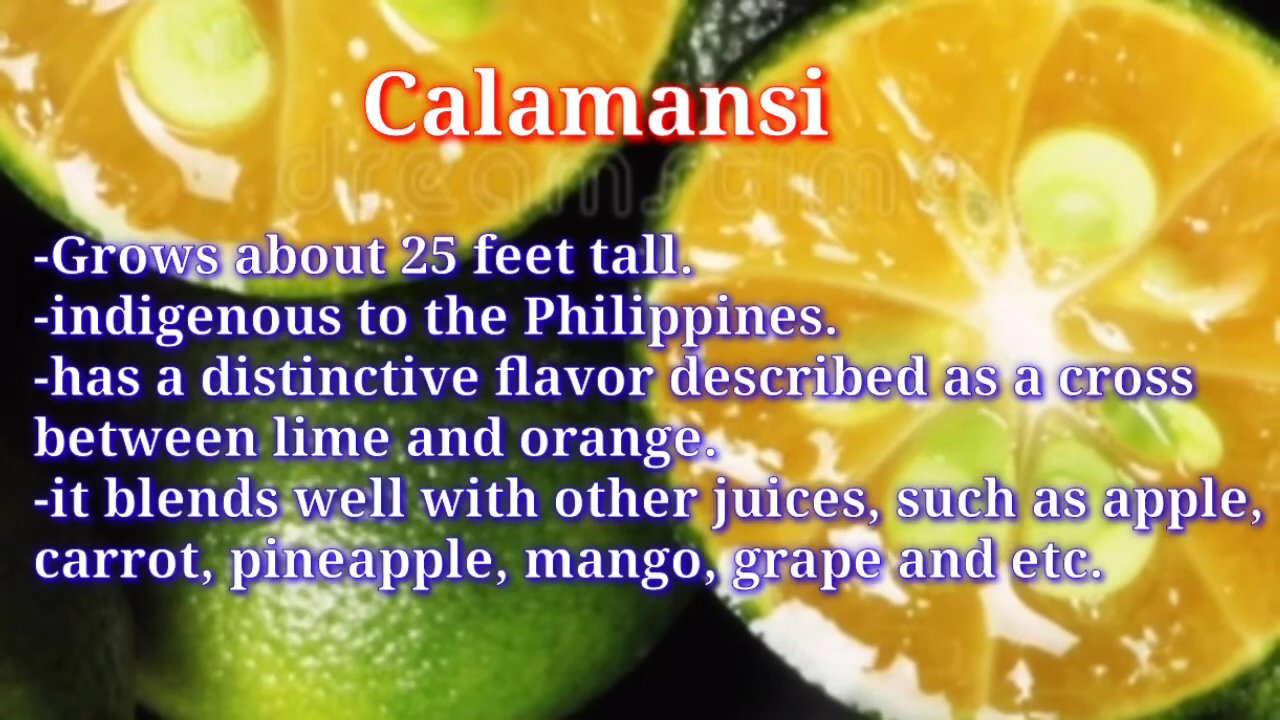 Calamansi
dreamstime
-Grows about 25 feet tall.
-indigenous to the Philippines.
-has a distinctive flavor described as a cross
between lime and orange.
-it blends well with other juices, such as apple,
carrot, pineapple, mango, grape and etc.